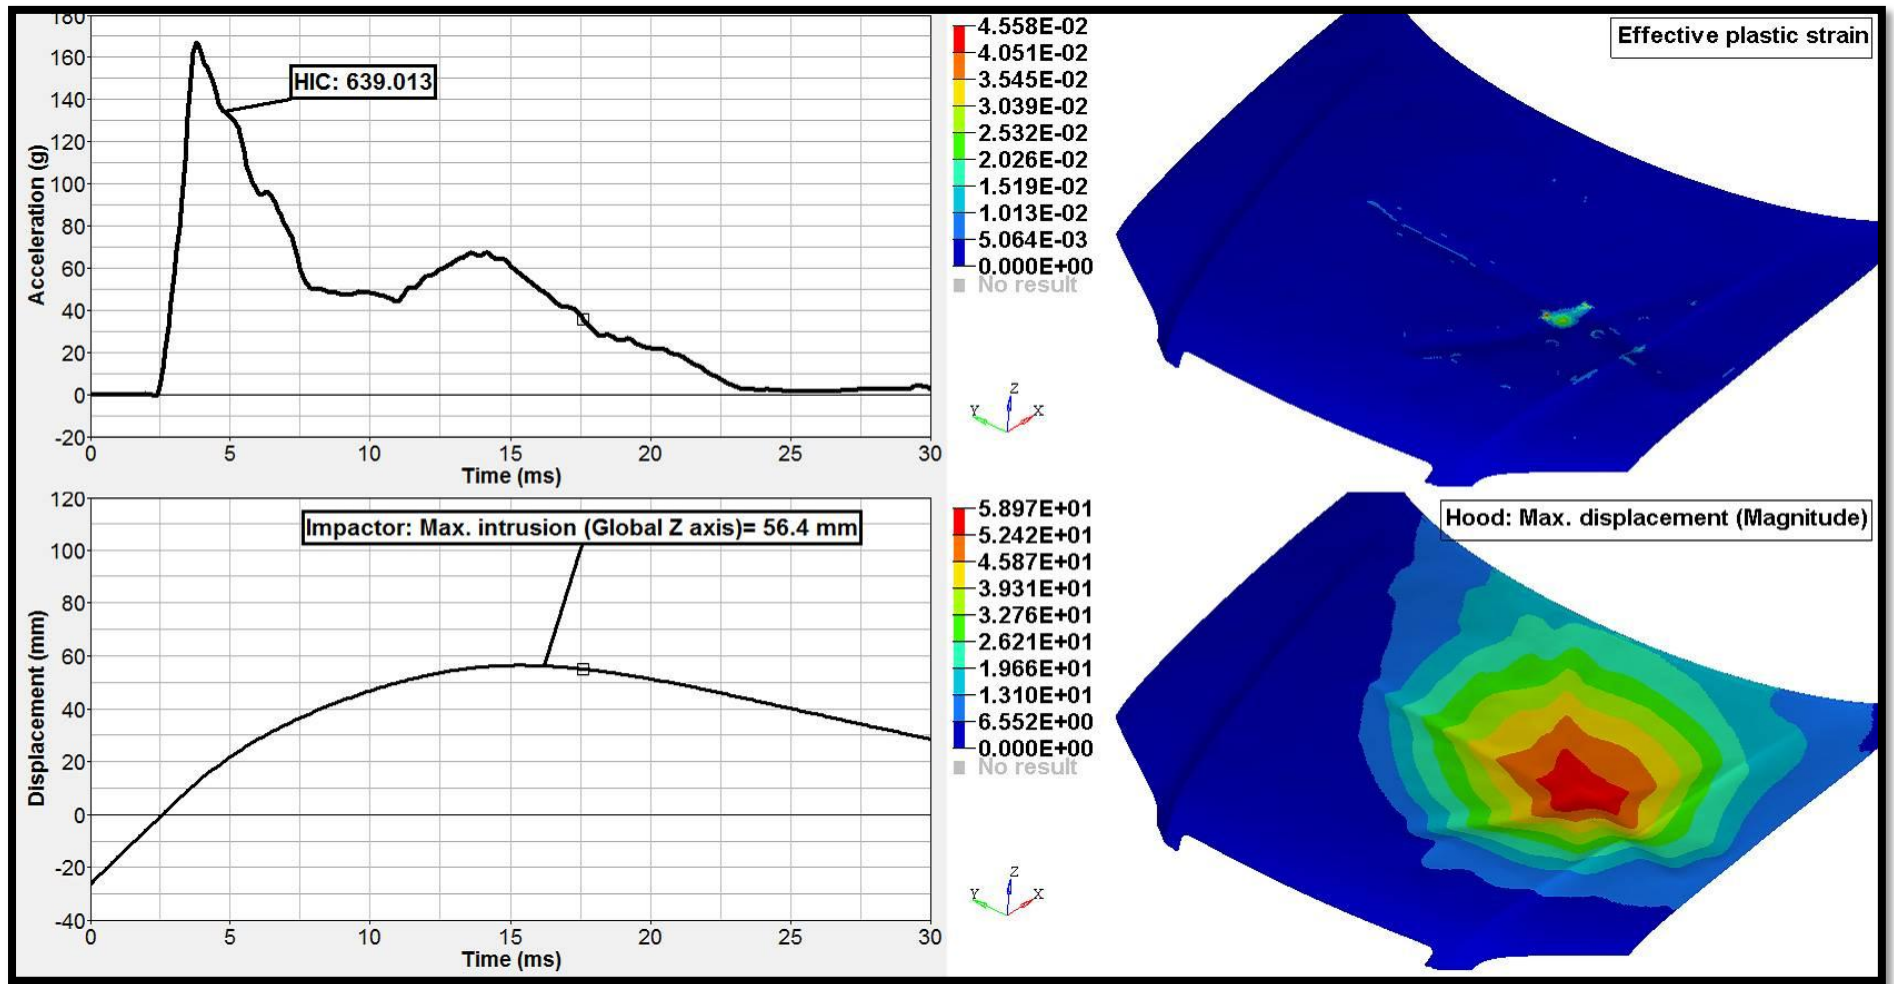 180
160
140
120
100
80
60
40
20
0
-20
Acceleration (g)
HIC: 639.013
0 5 10 15 20 25 30
Time (ms)
4.558E-02
4.051E-02
3.545E-02
3.039E-02
2.532E-02
2.026E-02
1.519E-02
1.013E-02
5.064E-03
0.000E+00
No result
Effective plastic strain
Z
Y X
120
100
80
60
40
20
0
-20
-40
Displacement (mm)
Impactor: Max. intrusion (Global Z axis)= 56.4 mm
0 5 10 15 20 25 30
Time (ms)
5.897E+01
5.242E+01
4.587E+01
3.931E+01
3.276E+01
2.621E+01
1.966E+01
1.310E+01
6.552E+00
0.000E+00
No result
Hood: Max. displacement (Magnitude)
Z
Y X